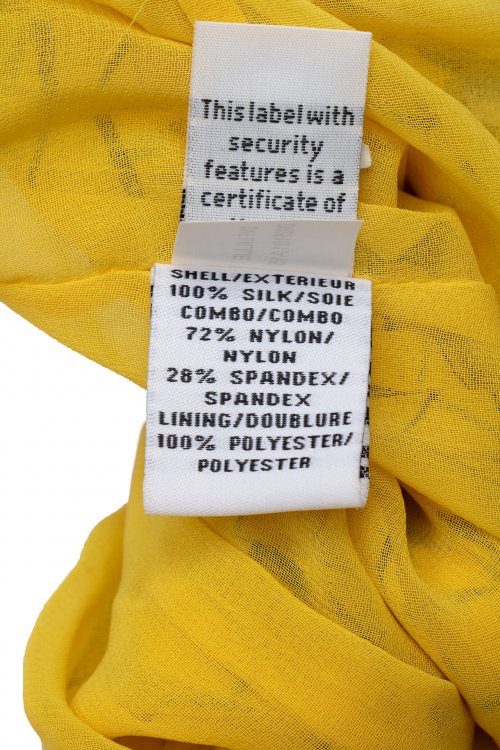 This label with
security
features is a
certificate of
SHELL/EXTERIEUR
100% SILK/SOIE
COMBO/COMBO
72% NYLON/
NYLON
28% SPANDEX/
SPANDEX
LINING/DOUBLURE
100% POLYESTER/
POLYESTER